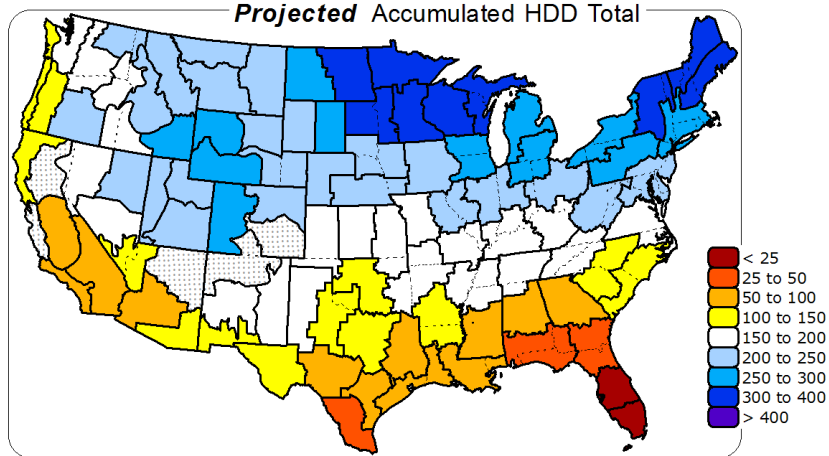 Projected Accumulated HDD Total
< 25
25 to 50
50 to 100
100 to 150
150 to 200
200 to 250
250 to 300
300 to 400
> 400